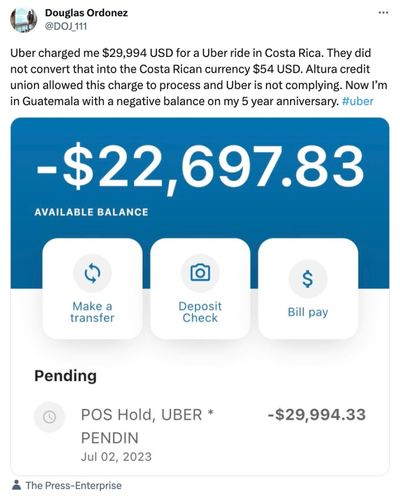 Douglas Ordonez
@DOJ_111
Uber charged me $29,994 USD for a Uber ride in Costa Rica. They did
not convert that into the Costa Rican currency $54 USD. Altura credit
union allowed this charge to process and Uber is not complying. Now I'm
in Guatemala with a negative balance on my 5 year anniversary. #uber
-$22,697.83
AVAILABLE BALANCE
Make a
transfer
Deposit
Check
Bill pay
Pending
POS Hold, UBER * -$29,994.33
PENDIN
Jul 02, 2023
The Press-Enterprise